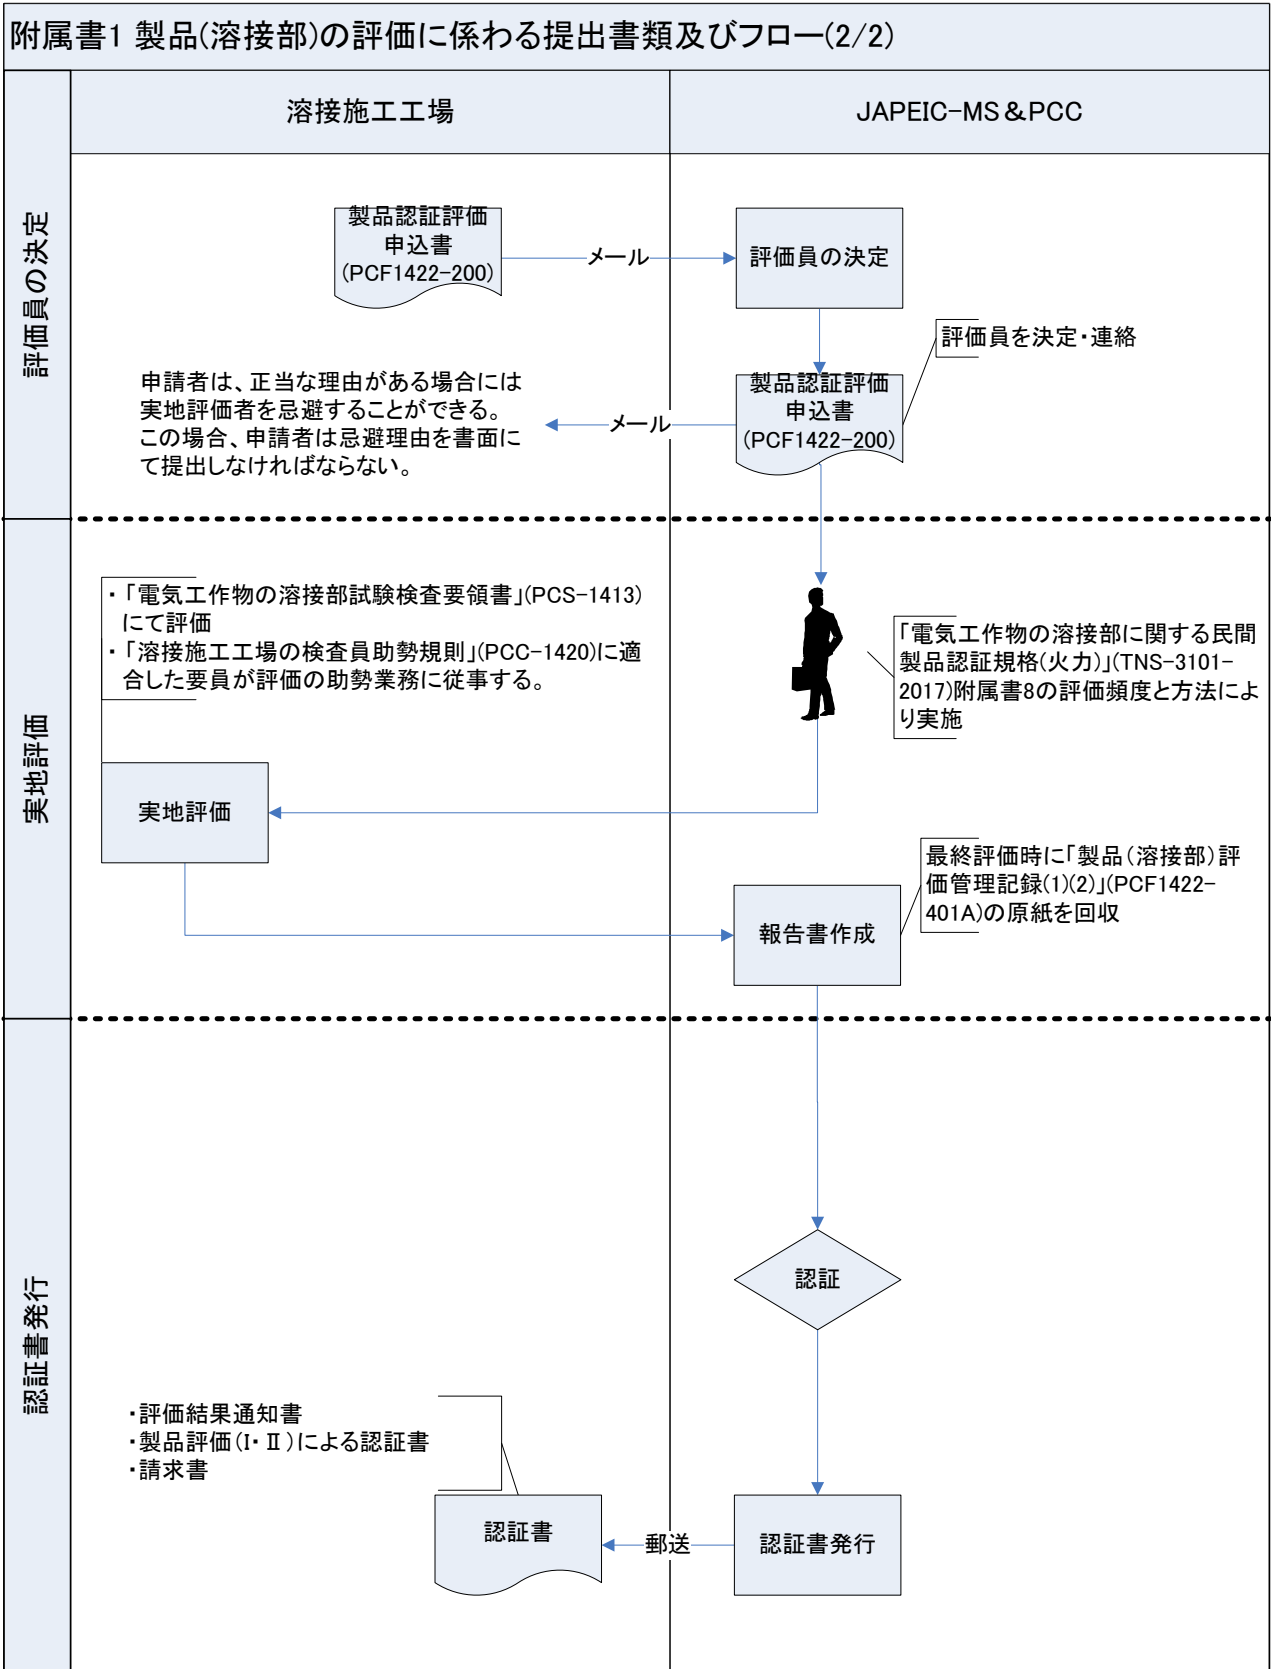 附属書1 製品(溶接部)の評価に係わる提出書類及びフロー(2/2)
溶接施工工場
JAPEIC-MS&PCC
評価員の決定
製品認証評価
申込書
(PCF1422-200)
メール
評価員の決定
評価員を決定・連絡
申請者は、正当な理由がある場合には
実地評価者を忌避することができる。
この場合、申請者は忌避理由を書面に
て提出しなければならない。
メール
製品認証評価
申込書
(PCF1422-200)
実地評価
・「電気工作物の溶接部試験検査要領書」(PCS-1413)
にて評価
・「溶接施工工場の検査員助勢規則」(PCC-1420)に適
合した要員が評価の助勢業務に従事する。
「電気工作物の溶接部に関する民間
製品認証規格(火力)」(TNS-3101-
2017)附属書8の評価頻度と方法によ
り実施
実地評価
最終評価時に「製品(溶接部)評
価管理記録(1)(2)」(PCF1422-
401A)の原紙を回収
報告書作成
認証書発行
認証
・評価結果通知書
・製品評価(I・Ⅱ)による認証書
・請求書
認証書
郵送
認証書発行